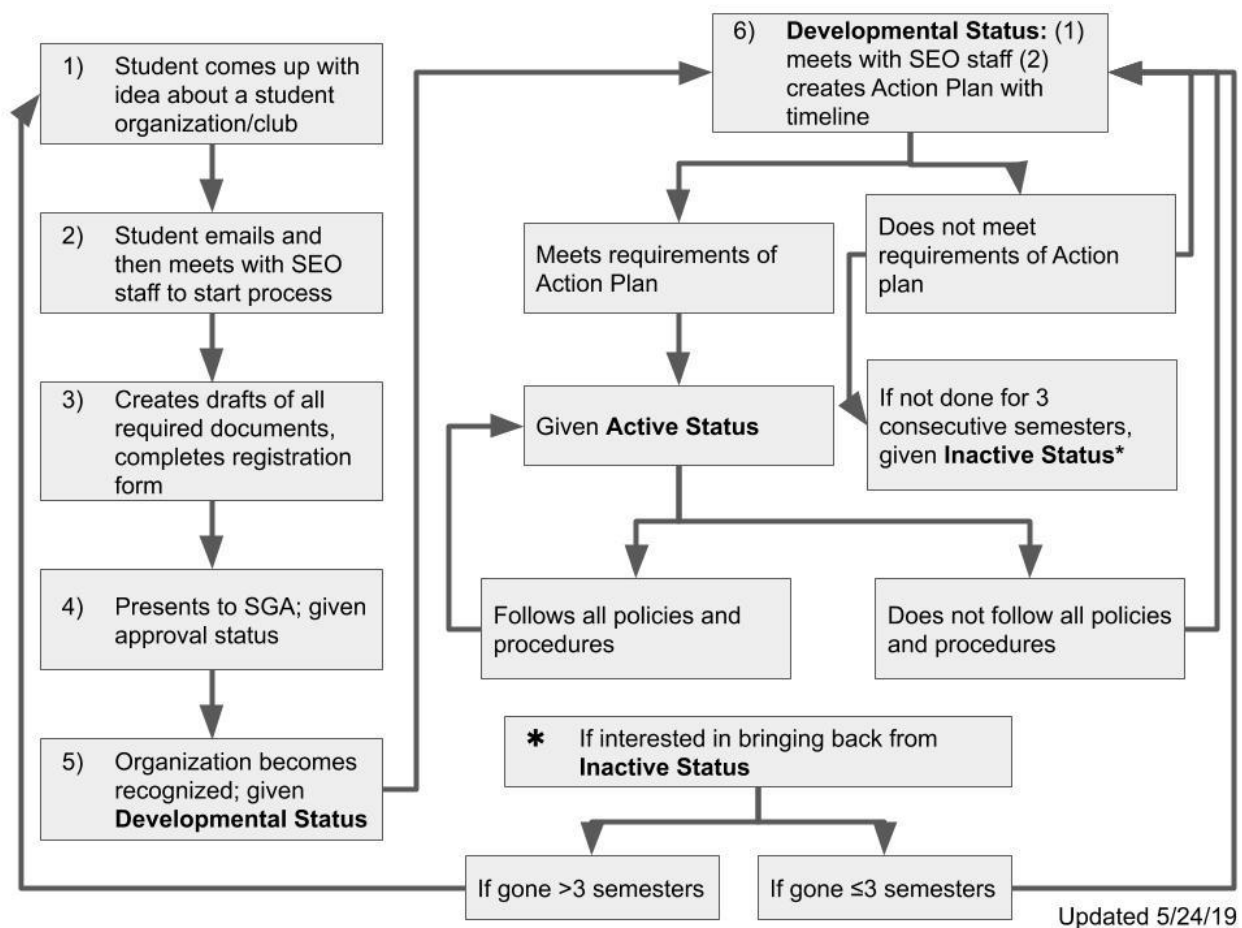 1) Student comes up with
idea about a student
organization/club
2) Student emails and
then meets with SEO
staff to start process
3) Creates drafts of all
required documents,
completes registration
form
4) Presents to SGA; given
approval status
5) Organization becomes
recognized; given
Developmental Status
6) Developmental Status: (1)
meets with SEO staff (2)
creates Action Plan with
timeline
Meets requirements of
Action Plan
Does not meet
requirements of Action
plan
Given Active Status
If not done for 3
consecutive semesters,
given Inactive Status*
Follows all policies and
procedures
Does not follow all policies
and procedures
✱ If interested in bringing back from
Inactive Status
If gone >3 semesters
If gone ≤3 semesters
Updated 5/24/19